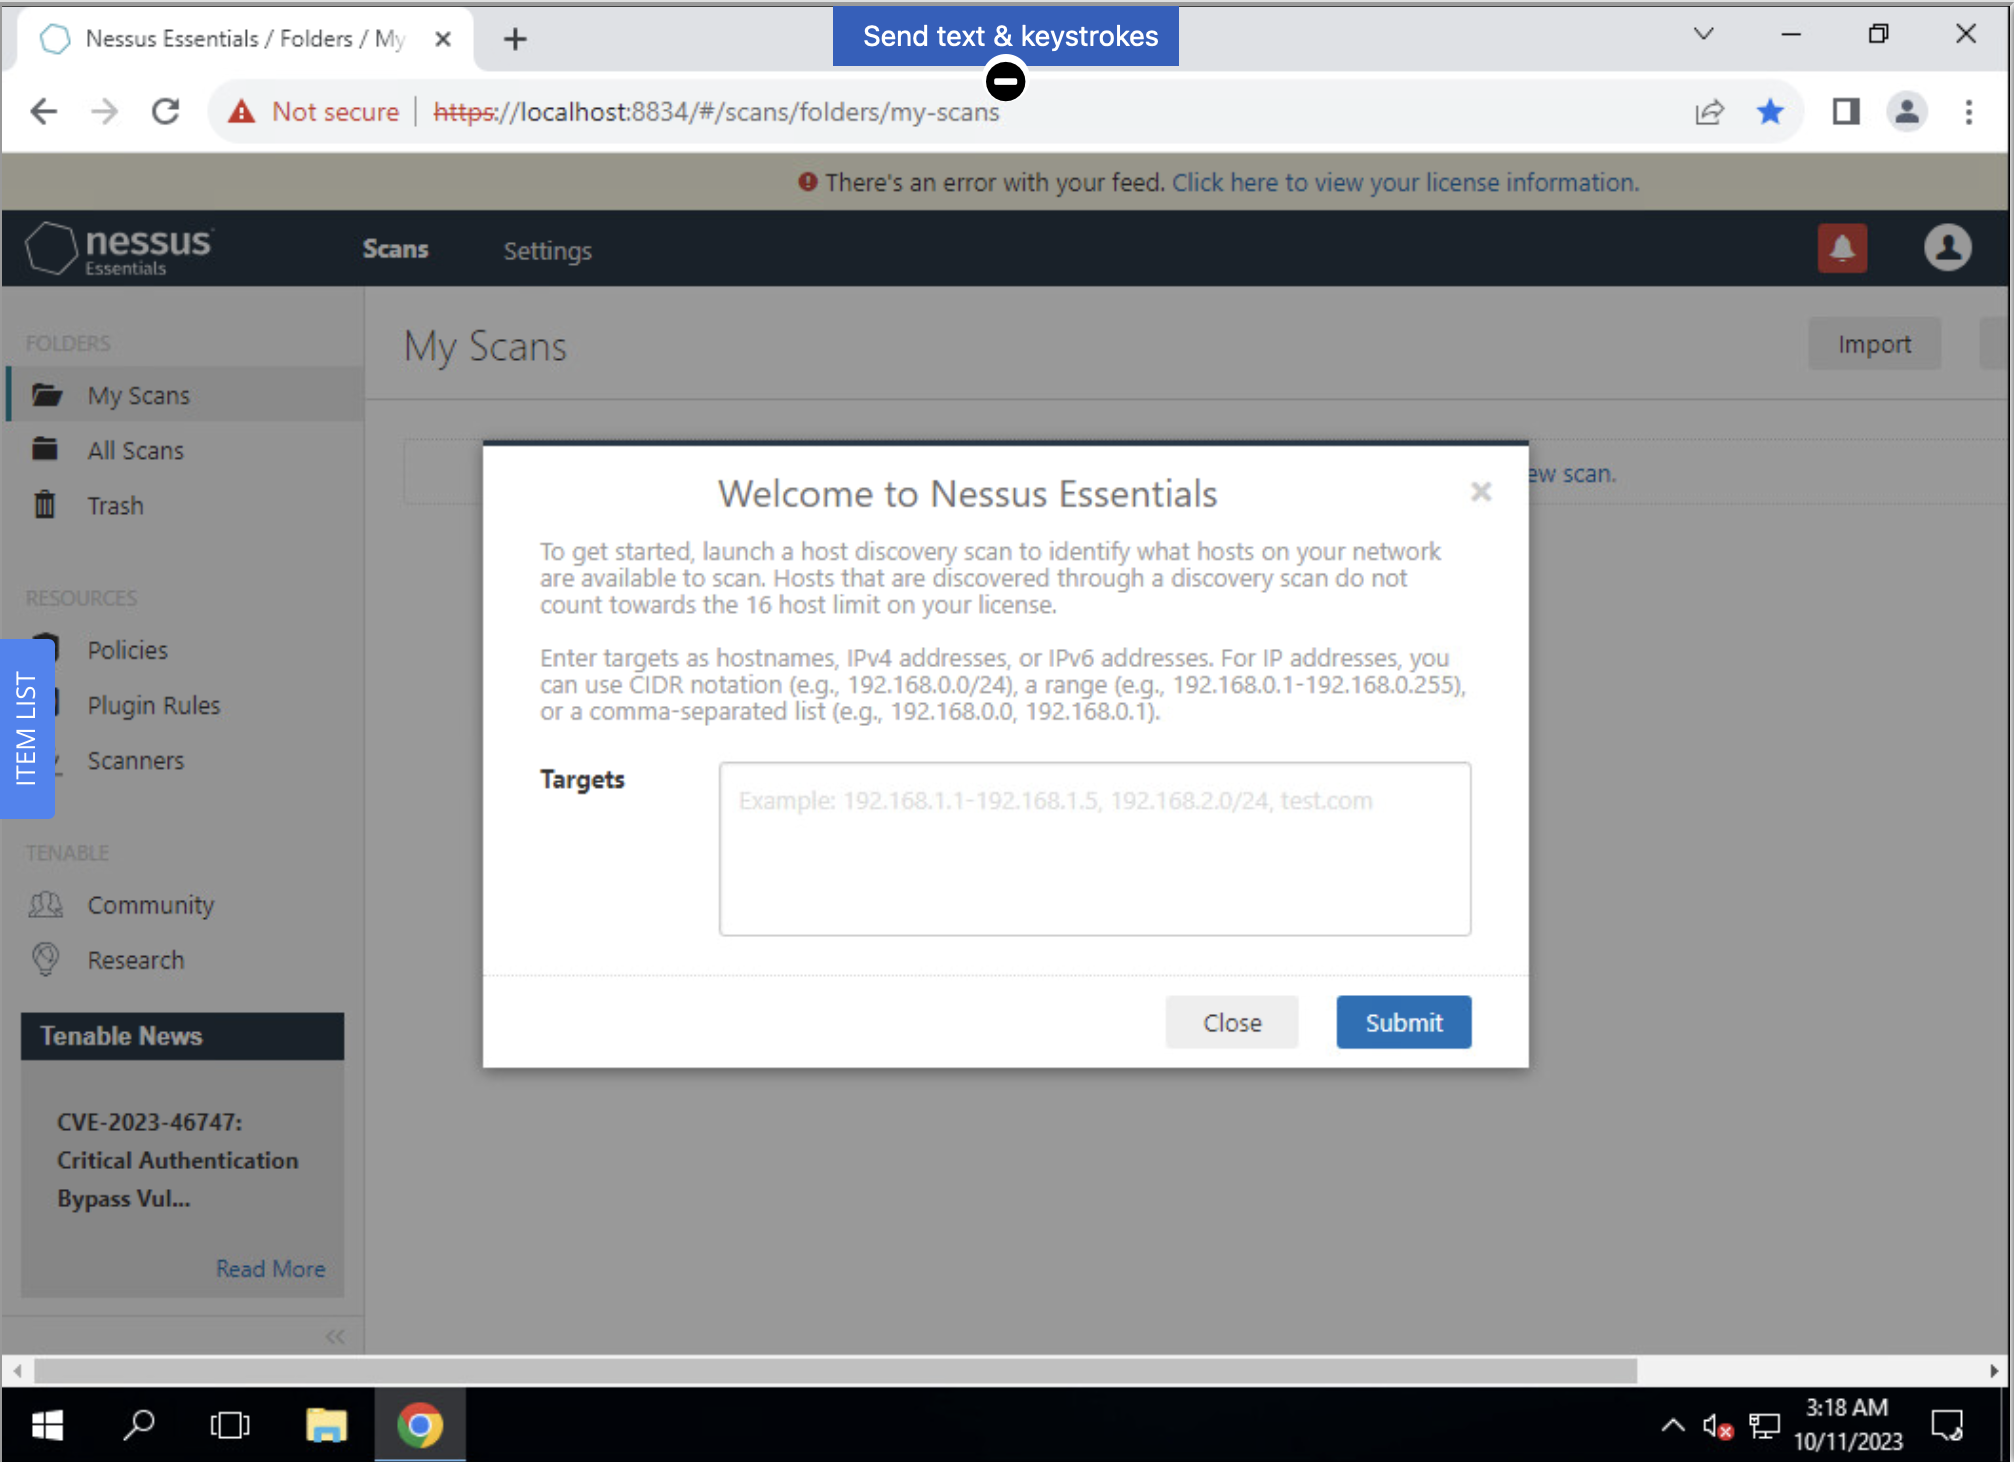 Nessus Essentials / Folders / My
Send text & keystrokes
Not secure
https://localhost:8834/#/scans/folders/my-scans
There's an error with your feed. Click here to view your license information.
nessus
Essentials
Scans
Settings
FOLDERS
My Scans
All Scans
Trash
RESOURCES
Policies
Plugin Rules
Scanners
ITEM LIST
TENABLE
Community
Research
Tenable News
CVE-2023-46747:
Critical Authentication
Bypass Vul...
Read More
My Scans
Import
ew scan.
Welcome to Nessus Essentials
To get started, launch a host discovery scan to identify what hosts on your network
are available to scan. Hosts that are discovered through a discovery scan do not
count towards the 16 host limit on your license.
Enter targets as hostnames, IPv4 addresses, or IPv6 addresses. For IP addresses, you
can use CIDR notation (e.g., 192.168.0.0/24), a range (e.g., 192.168.0.1-192.168.0.255),
or a comma-separated list (e.g., 192.168.0.0, 192.168.0.1).
Targets
Example: 192.168.1.1-192.168.1.5, 192.168.2.0/24, test.com
Close
Submit
3:18 AM
10/11/2023